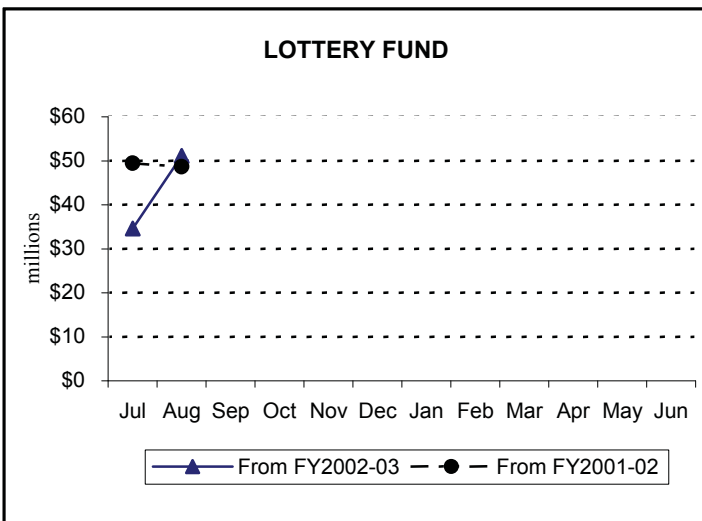 LOTTERY FUND
$60
$50
$40
$30
$20
$10
$0
millions
Jul Aug Sep Oct Nov Dec Jan Feb Mar Apr May Jun
From FY2002-03 From FY2001-02